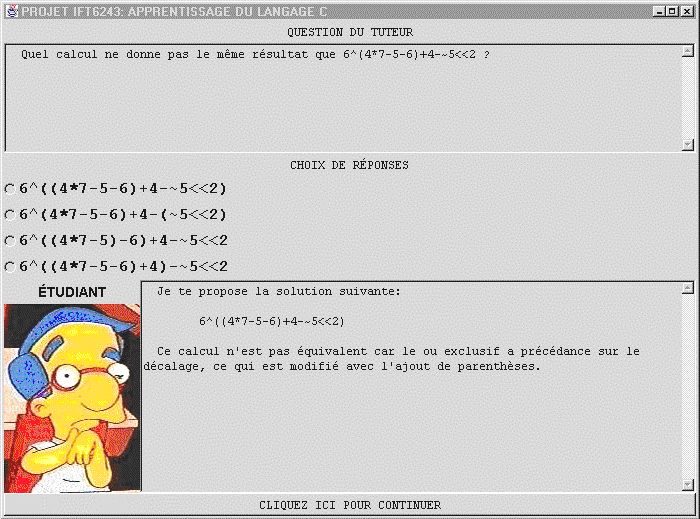 PROJET IFT6243: APPRENTISSAGE DU LANGAGE C
QUESTION DU TUTEUR
Quel calcul ne donne pas le même résultat que 6^(4*7-5-6)+4-~5<<2 ?
CHOIX DE RÉPONSES
6^((4*7-5-6)+4-~5<<2)
6^(4*7-5-6)+4-(~5<<2)
6^((4*7-5)-6)+4-~5<<2
6^((4*7-5-6)+4)-~5<<2
ÉTUDIANT
Je te propose la solution suivante:
6^((4*7-5-6)+4-~5<<2)
Ce calcul n'est pas équivalent car le ou exclusif a précédance sur le
décalage, ce qui est modifié avec l'ajout de parenthèses.
CLIQUEZ ICI POUR CONTINUER